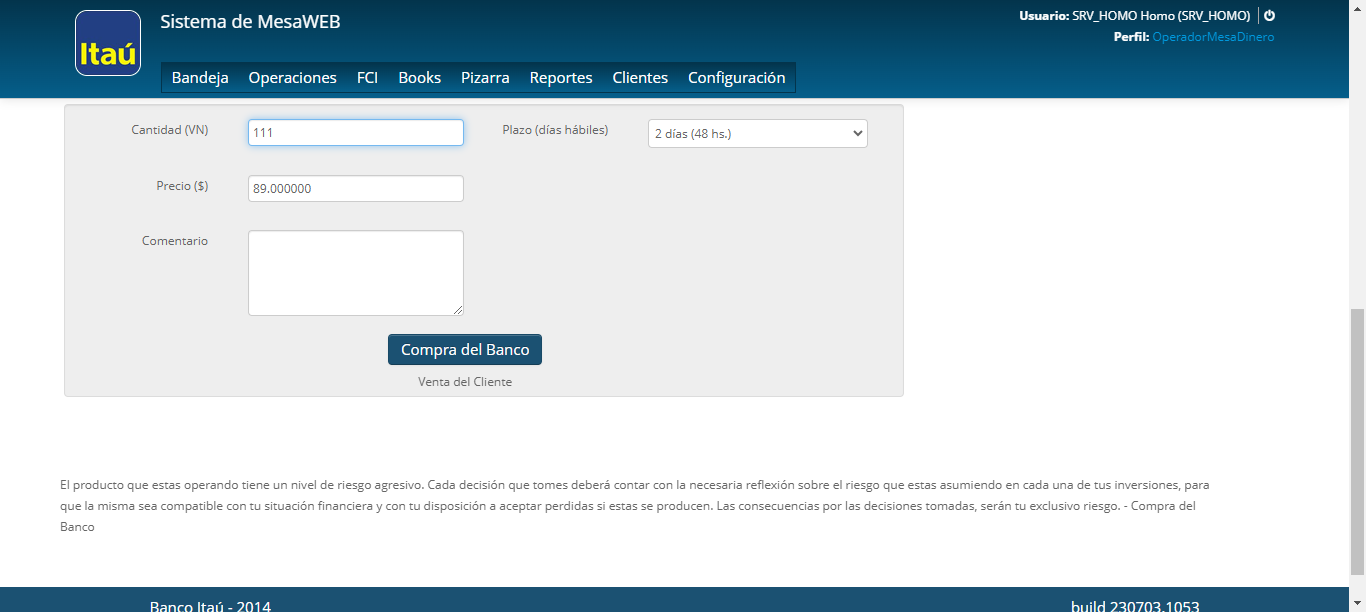 Itaú
Sistema de MesaWEB
Usuario: SRV_HOMO Homo (SRV_HOMO)
Perfil: OperadorMesaDinero
Bandeja Operaciones FCI Books Pizarra Reportes Clientes Configuración
Cantidad (VN) 111 Plazo (días hábiles) 2 días (48 hs.)
Precio ($) 89.000000
Comentario
Compra del Banco
Venta del Cliente
El producto que estas operando tiene un nivel de riesgo agresivo. Cada decisión que tomes deberá contar con la necesaria reflexión sobre el riesgo que estas asumiendo en cada una de tus inversiones, para
que la misma sea compatible con tu situación financiera y con tu disposición a aceptar perdidas si estas se producen. Las consecuencias por las decisiones tomadas, serán tu exclusivo riesgo. - Compra del
Banco
Banco Itaú - 2014 build 230703.1053